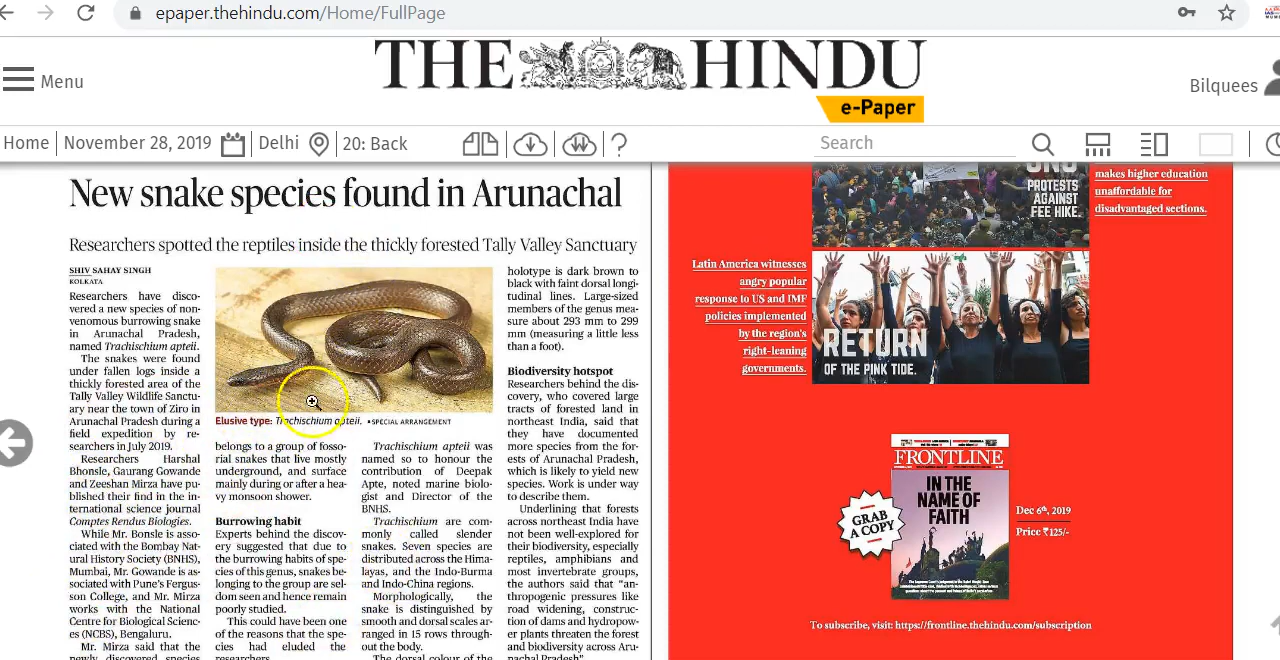 epaper.thehindu.com/Home/FullPage
THE HINDU
e-Paper
Menu
Bilquees
Home
November 28, 2019
Delhi
20: Back
?
Search
New snake species found in Arunachal
Researchers spotted the reptiles inside the thickly forested Tally Valley Sanctuary
SHIV SAHAY SINGH
KOLKATA
Researchers have disco-
vered a new species of non-
venomous burrowing snake
in Arunachal Pradesh,
named Trachischium apteii.
The snakes were found
under fallen logs inside a
thickly forested area of the
Tally Valley Wildlife Sanctu-
ary near the town of Ziro in
Arunachal Pradesh during a
field expedition by re-
searchers in July 2019.
Researchers Harshal
Bhonsle, Gaurang Gowande
and Zeeshan Mirza have pu-
blished their find in the in-
ternational science journal
Comptes Rendus Biologies.
While Mr. Bonsle is as-
sociated with the Bombay Nat-
ural History Society (BNHS),
Mumbai, Mr. Gowande is as-
sociated with Pune's Fergus-
son College, and Mr. Mirza
works with the National
Centre for Biological Scienc-
es (NCBS), Bengaluru.
Mr. Mirza said that the
newly discovered species
Elusive type: Trachischium apteii. •SPECIAL ARRANGEMENT
belongs to a group of fosso-
rial snakes that live mostly
underground, and surface
mainly during or after a hea-
vy monsoon shower.
Burrowing habit
Experts behind the discov-
ery suggested that due to
the burrowing habits of spe-
cies of this genus, snakes be-
longing to the group are sel-
dom seen and hence remain
poorly studied.
This could have been one
of the reasons that the spe-
cies had eluded the
researchers.
Trachischium apteii was
named so to honour the
contribution of Deepak
Apte, noted marine biolo-
gist and Director of the
BNHS.
Trachischium are com-
monly called slender
snakes. Seven species are
distributed across the Hima-
layas, and the Indo-Burma
and Indo-China regions.
Morphologically, the
snake is distinguished by
smooth and dorsal scales ar-
ranged in 15 rows through-
out the body.
The dorsal colour of the
holotype is dark brown to
black with faint dorsal longi-
tudinal lines. Large-sized
members of the genus mea-
sure about 293 mm to 299
mm (measuring a little less
than a foot).
Biodiversity hotspot
Researchers behind the dis-
covery, who covered large
tracts of forested land in
northeast India, said that
they have documented
more species from the for-
ests of Arunachal Pradesh,
which is likely to yield new
species. Work is under way
to describe them.
Underlining that forests
across northeast India have
not been well-explored for
their biodiversity, especially
reptiles, amphibians and
most invertebrate groups,
the authors said that "an-
thropogenic pressures like
road widening, construc-
tion of dams and hydropow-
er plants threaten the forest
and biodiversity across Aru-
nachal Pradesh"
PROTESTS
AGAINST
FEE HIKE.
makes higher education
unaffordable for
disadvantaged sections.
Latin America witnesses
angry popular
response to US and IMF
policies implemented
by the region's
right-leaning
governments.
RETURN
OF THE PINK TIDE.
FRONTLINE
IN THE
NAME OF
FAITH
GRAB
A COPY
Dec 6th, 2019
Price ₹125/-
To subscribe, visit: https://frontline.thehindu.com/subscription